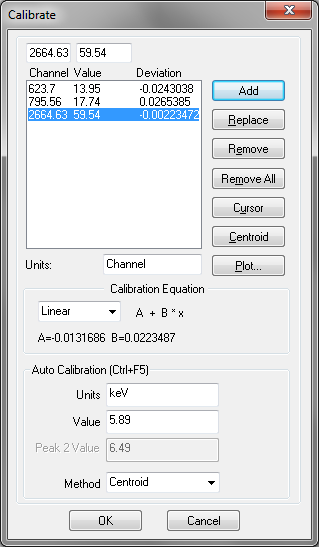 Calibrate
2664.63 59.54
Channel Value Deviation
623.7 13.95 -0.0243038
795.56 17.74 0.0265385
2664.63 59.54 -0.00223472
Add
Replace
Remove
Remove All
Cursor
Centroid
Plot...
Units: Channel
Calibration Equation
Linear A + B * x
A=-0.0131686 B=0.0223487
Auto Calibration (Ctrl+F5)
Units keV
Value 5.89
Peak 2 Value 6.49
Method Centroid
OK Cancel